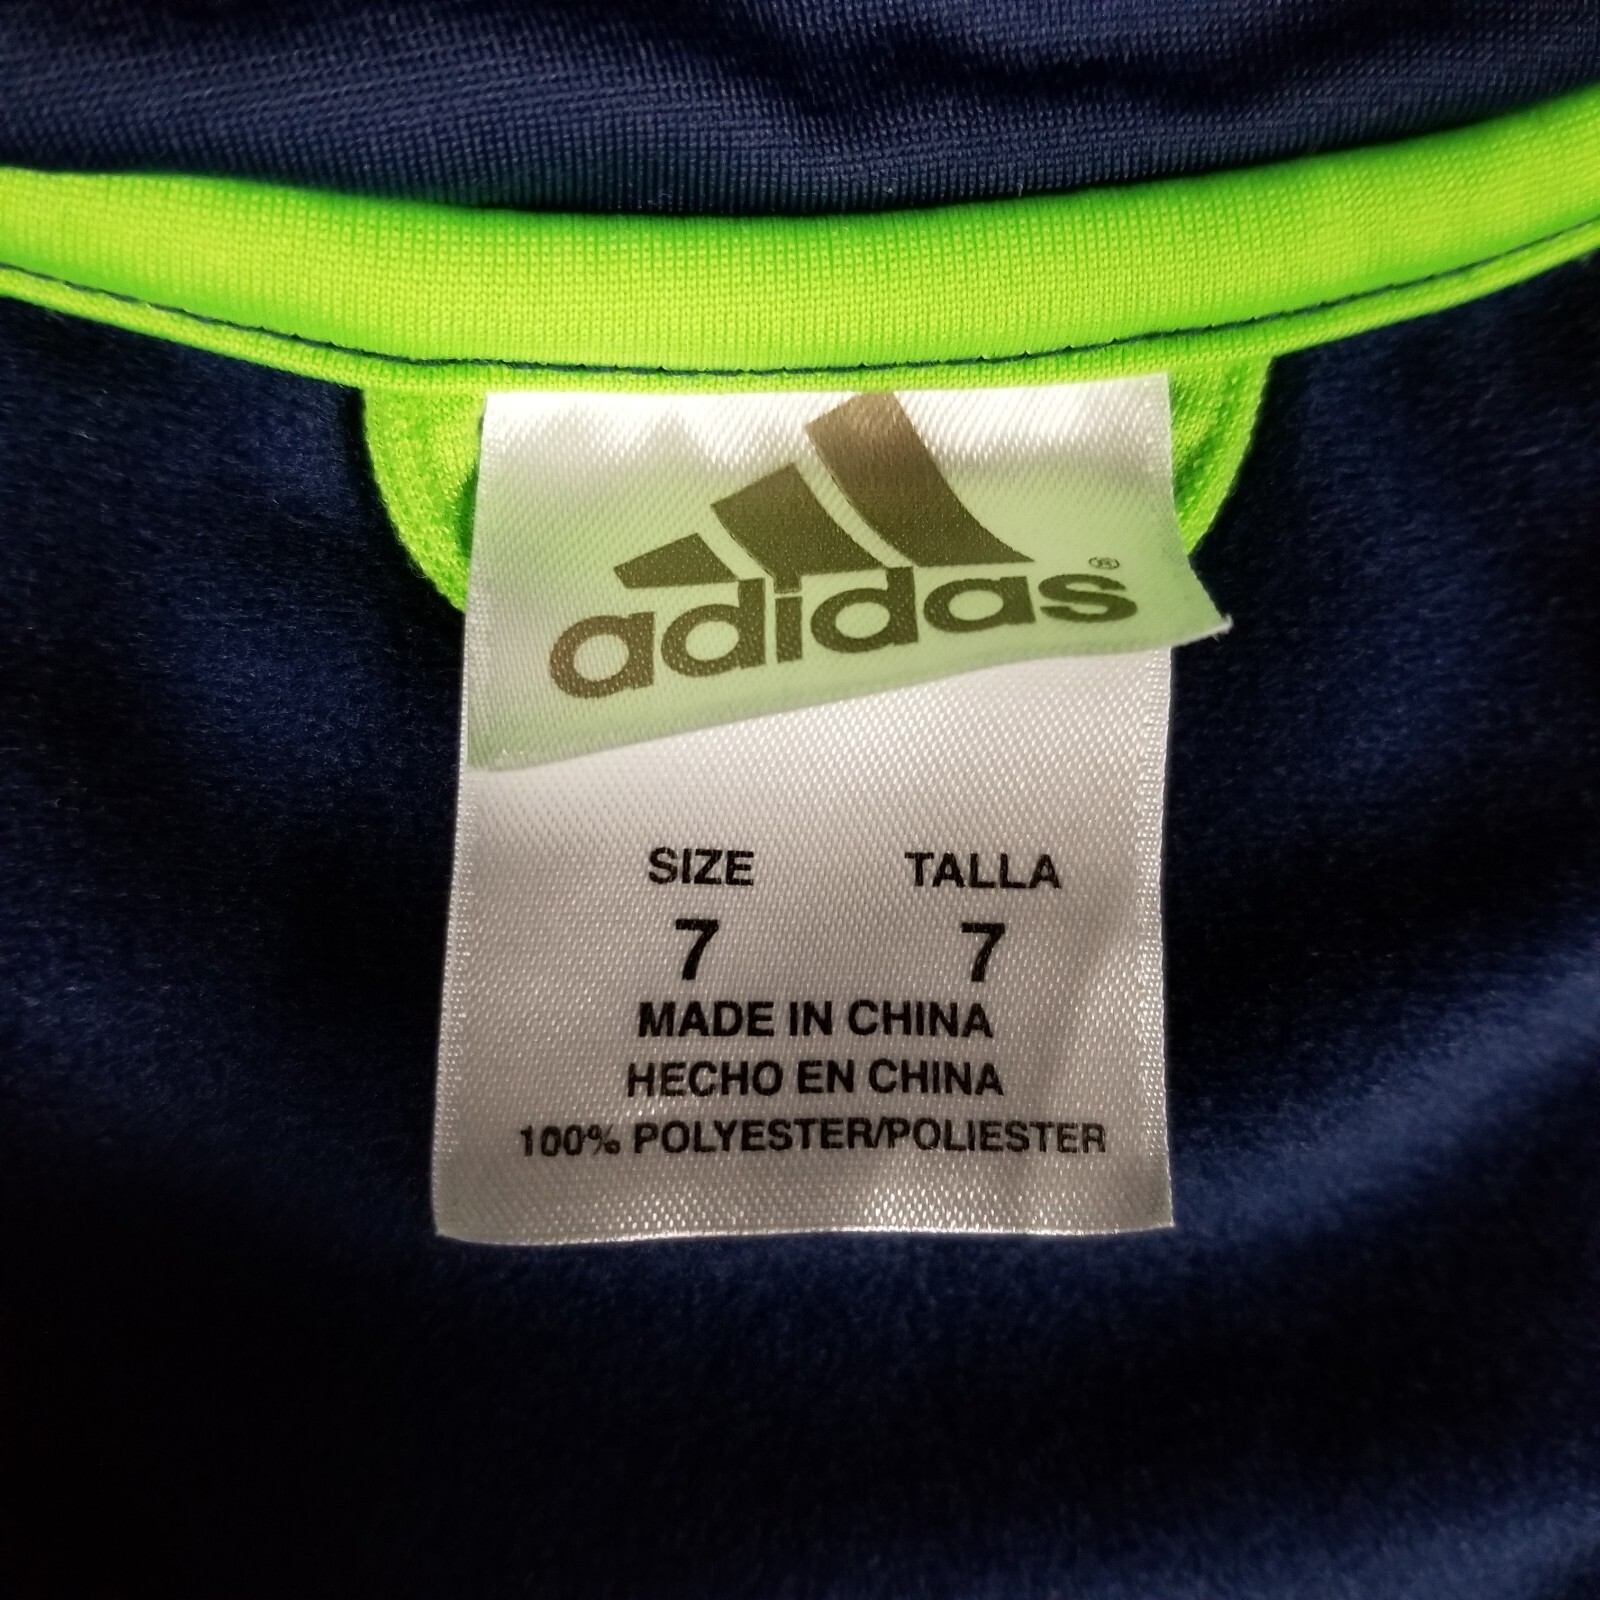 adidas®
SIZE TALLA
7 7
MADE IN CHINA
HECHO EN CHINA
100% POLYESTER/POLIESTER